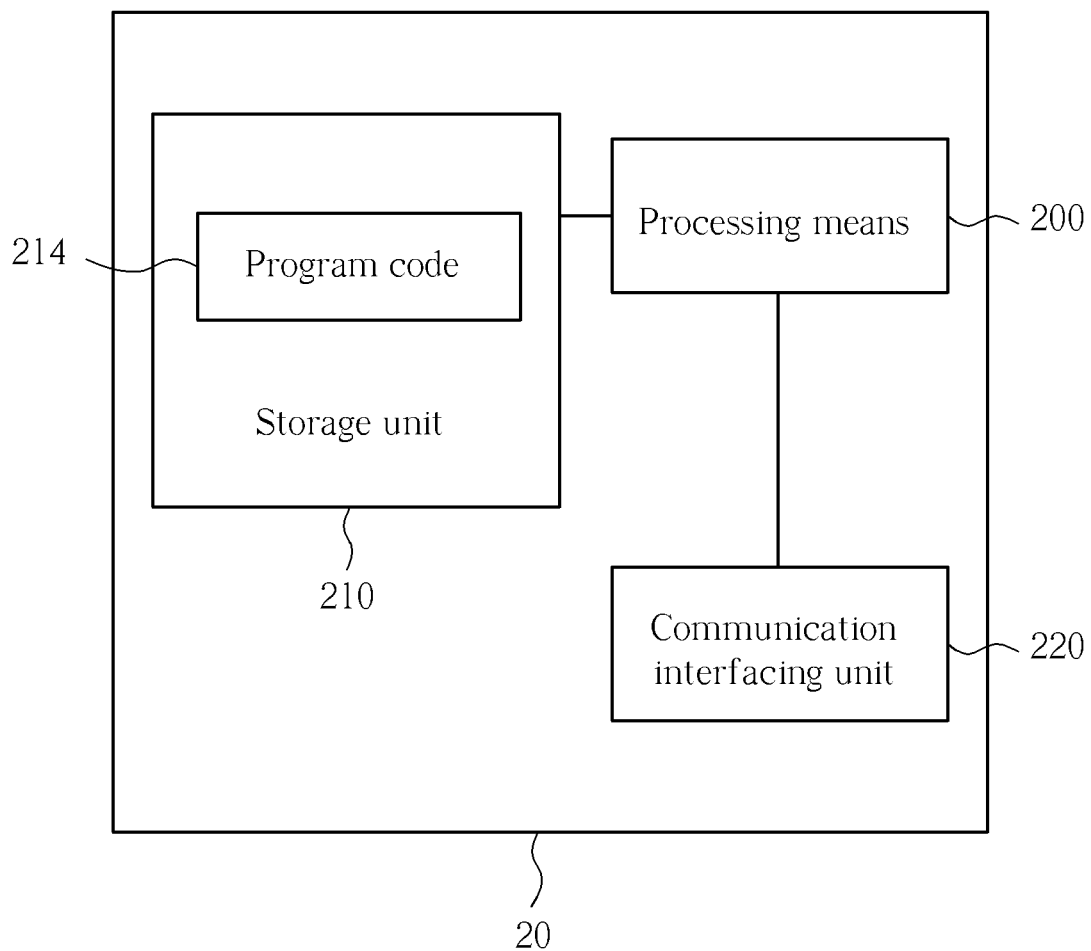 Processing means
200
214
Program code
Storage unit
210
Communication
interfacing unit
220
20